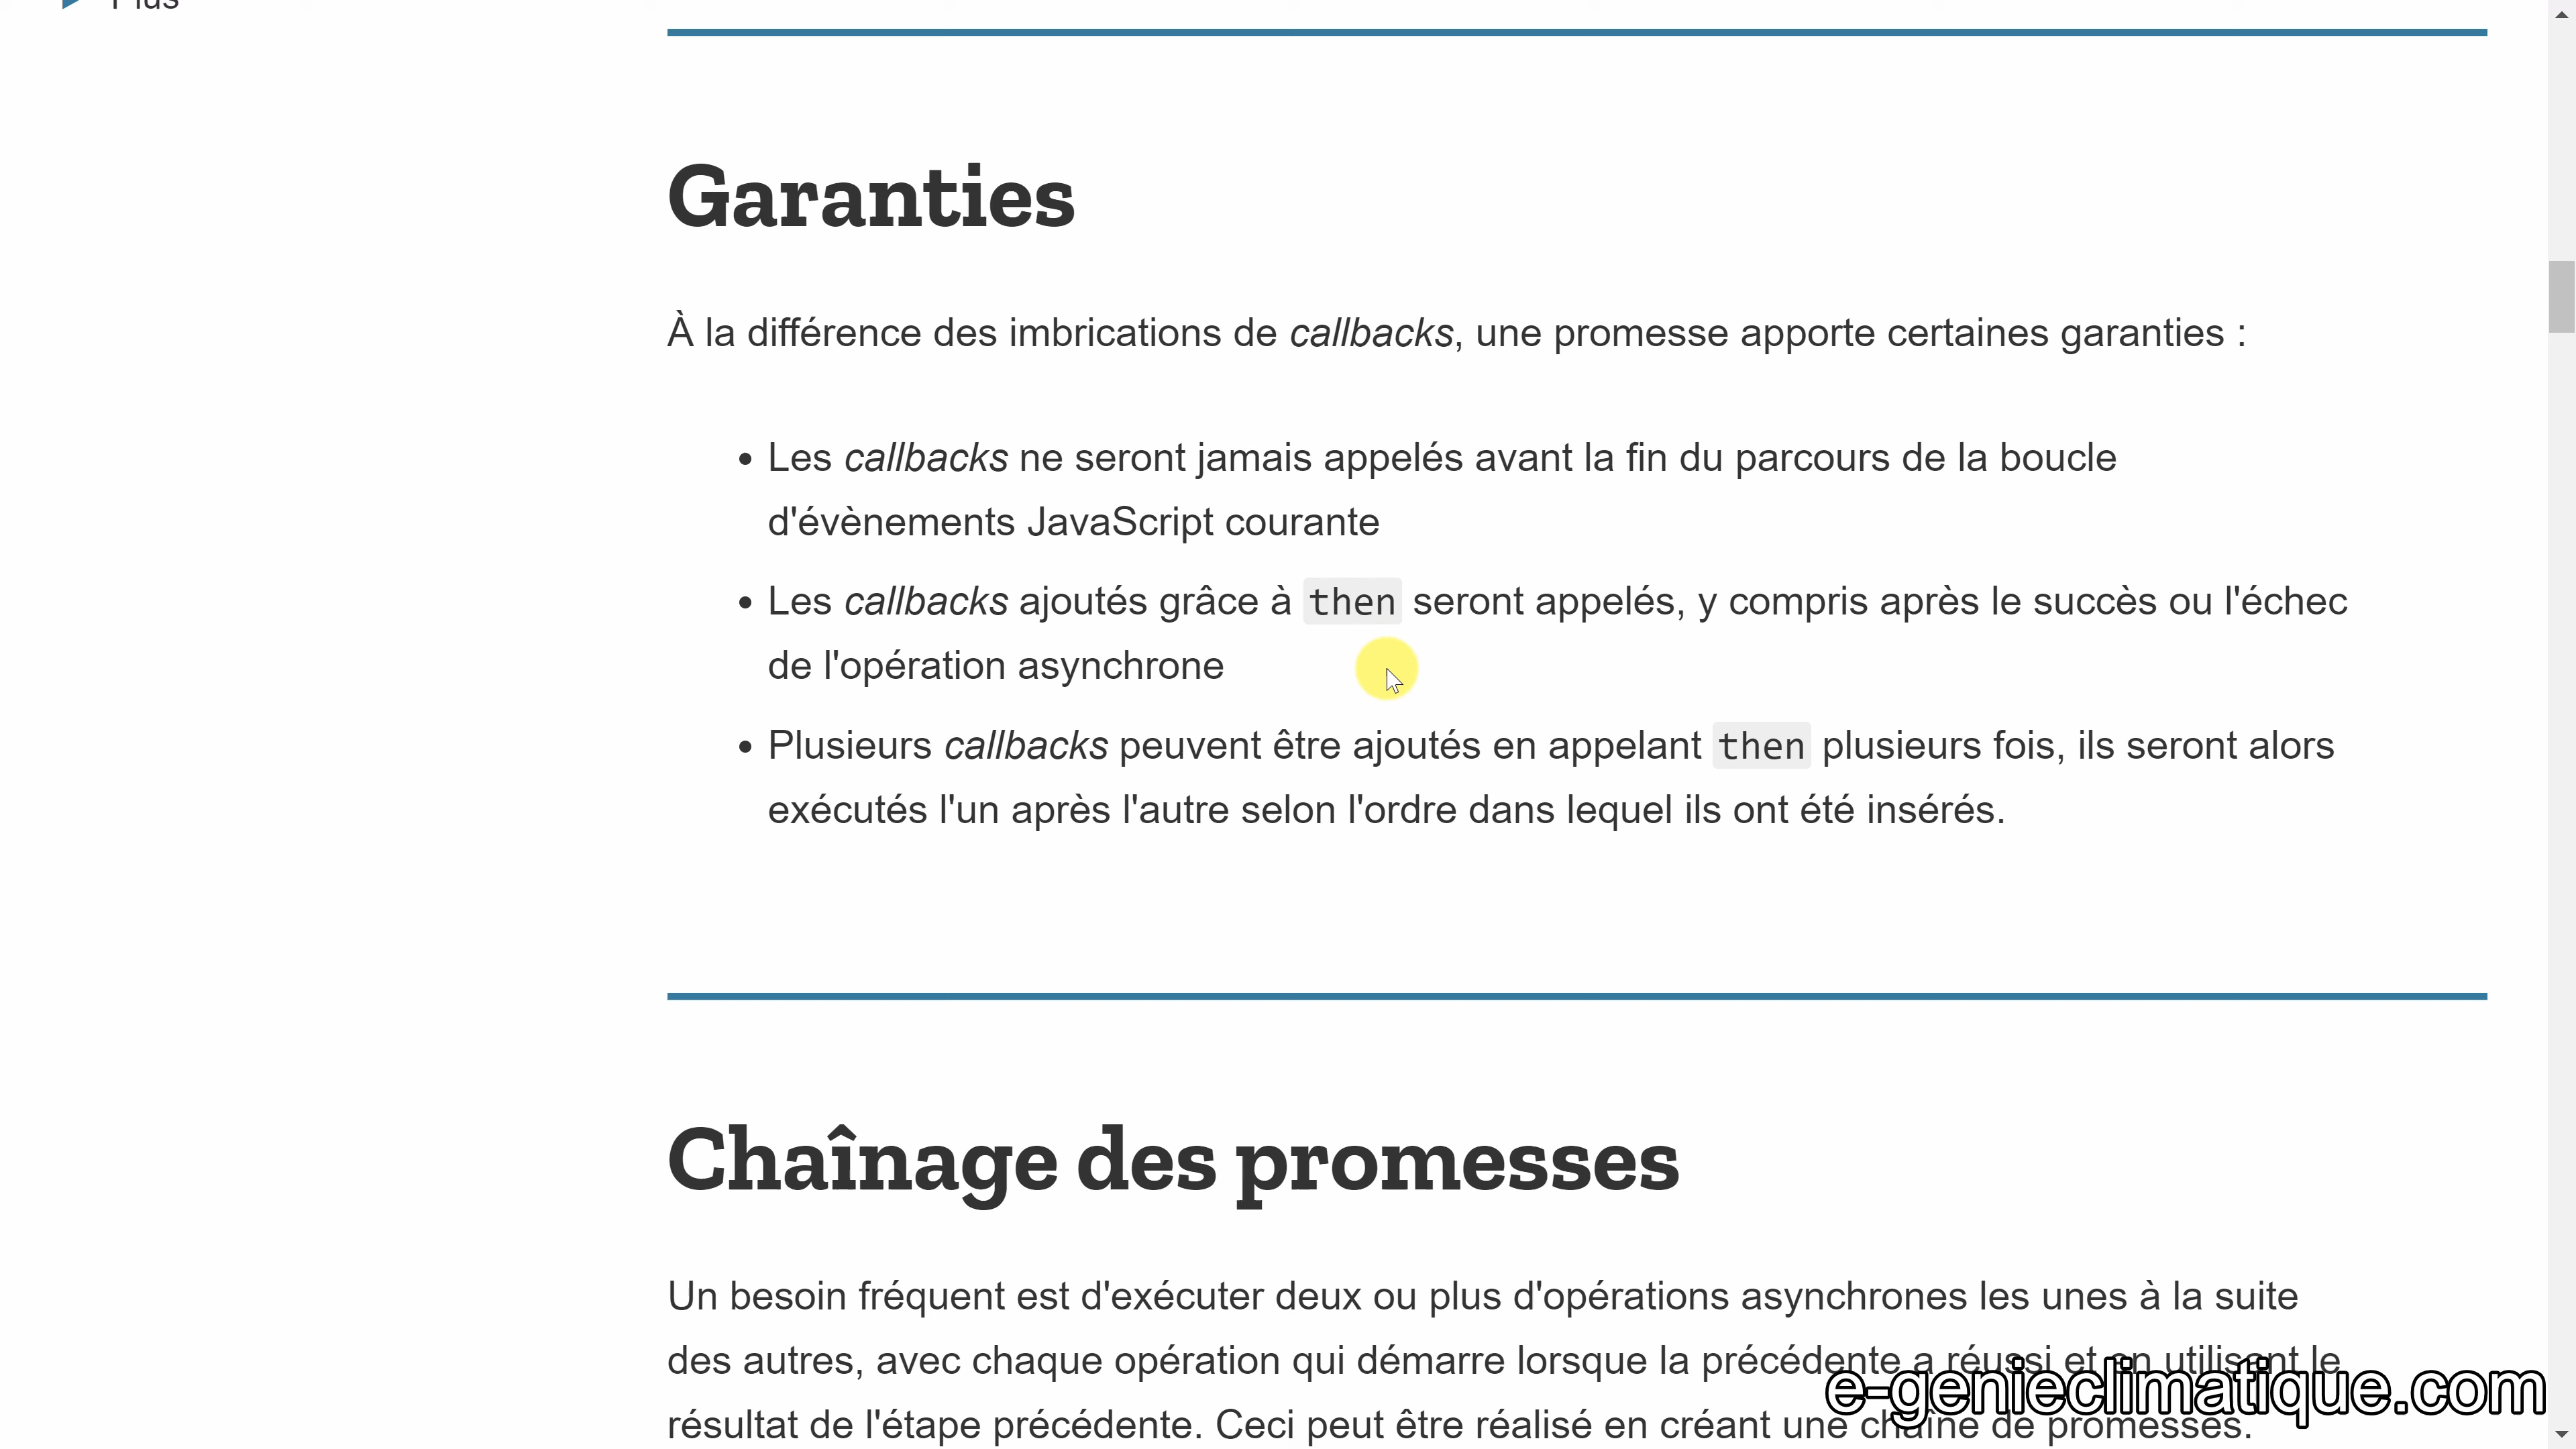 Plus
Garanties
À la différence des imbrications de callbacks, une promesse apporte certaines garanties :
• Les callbacks ne seront jamais appelés avant la fin du parcours de la boucle
d'évènements JavaScript courante
• Les callbacks ajoutés grâce à then seront appelés, y compris après le succès ou l'échec
de l'opération asynchrone
• Plusieurs callbacks peuvent être ajoutés en appelant then plusieurs fois, ils seront alors
exécutés l'un après l'autre selon l'ordre dans lequel ils ont été insérés.
Chaînage des promesses
Un besoin fréquent est d'exécuter deux ou plus d'opérations asynchrones les unes à la suite
des autres, avec chaque opération qui démarre lorsque la précédente a réussi et en utilisant le
résultat de l'étape précédente. Ceci peut être réalisé en créant une chaîne de promesses.
e-genieclimatique.com